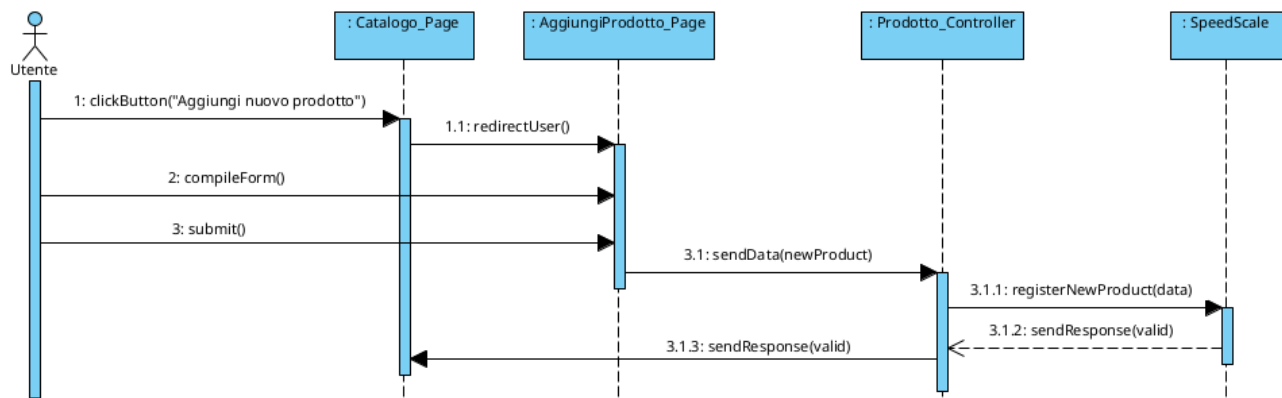 : Catalogo_Page
: AggiungiProdotto_Page
: Prodotto_Controller
: SpeedScale
Utente
1: clickButton("Aggiungi nuovo prodotto")
1.1: redirectUser()
2: compileForm()
3: submit()
3.1: sendData(newProduct)
3.1.1: registerNewProduct(data)
3.1.2: sendResponse(valid)
3.1.3: sendResponse(valid)